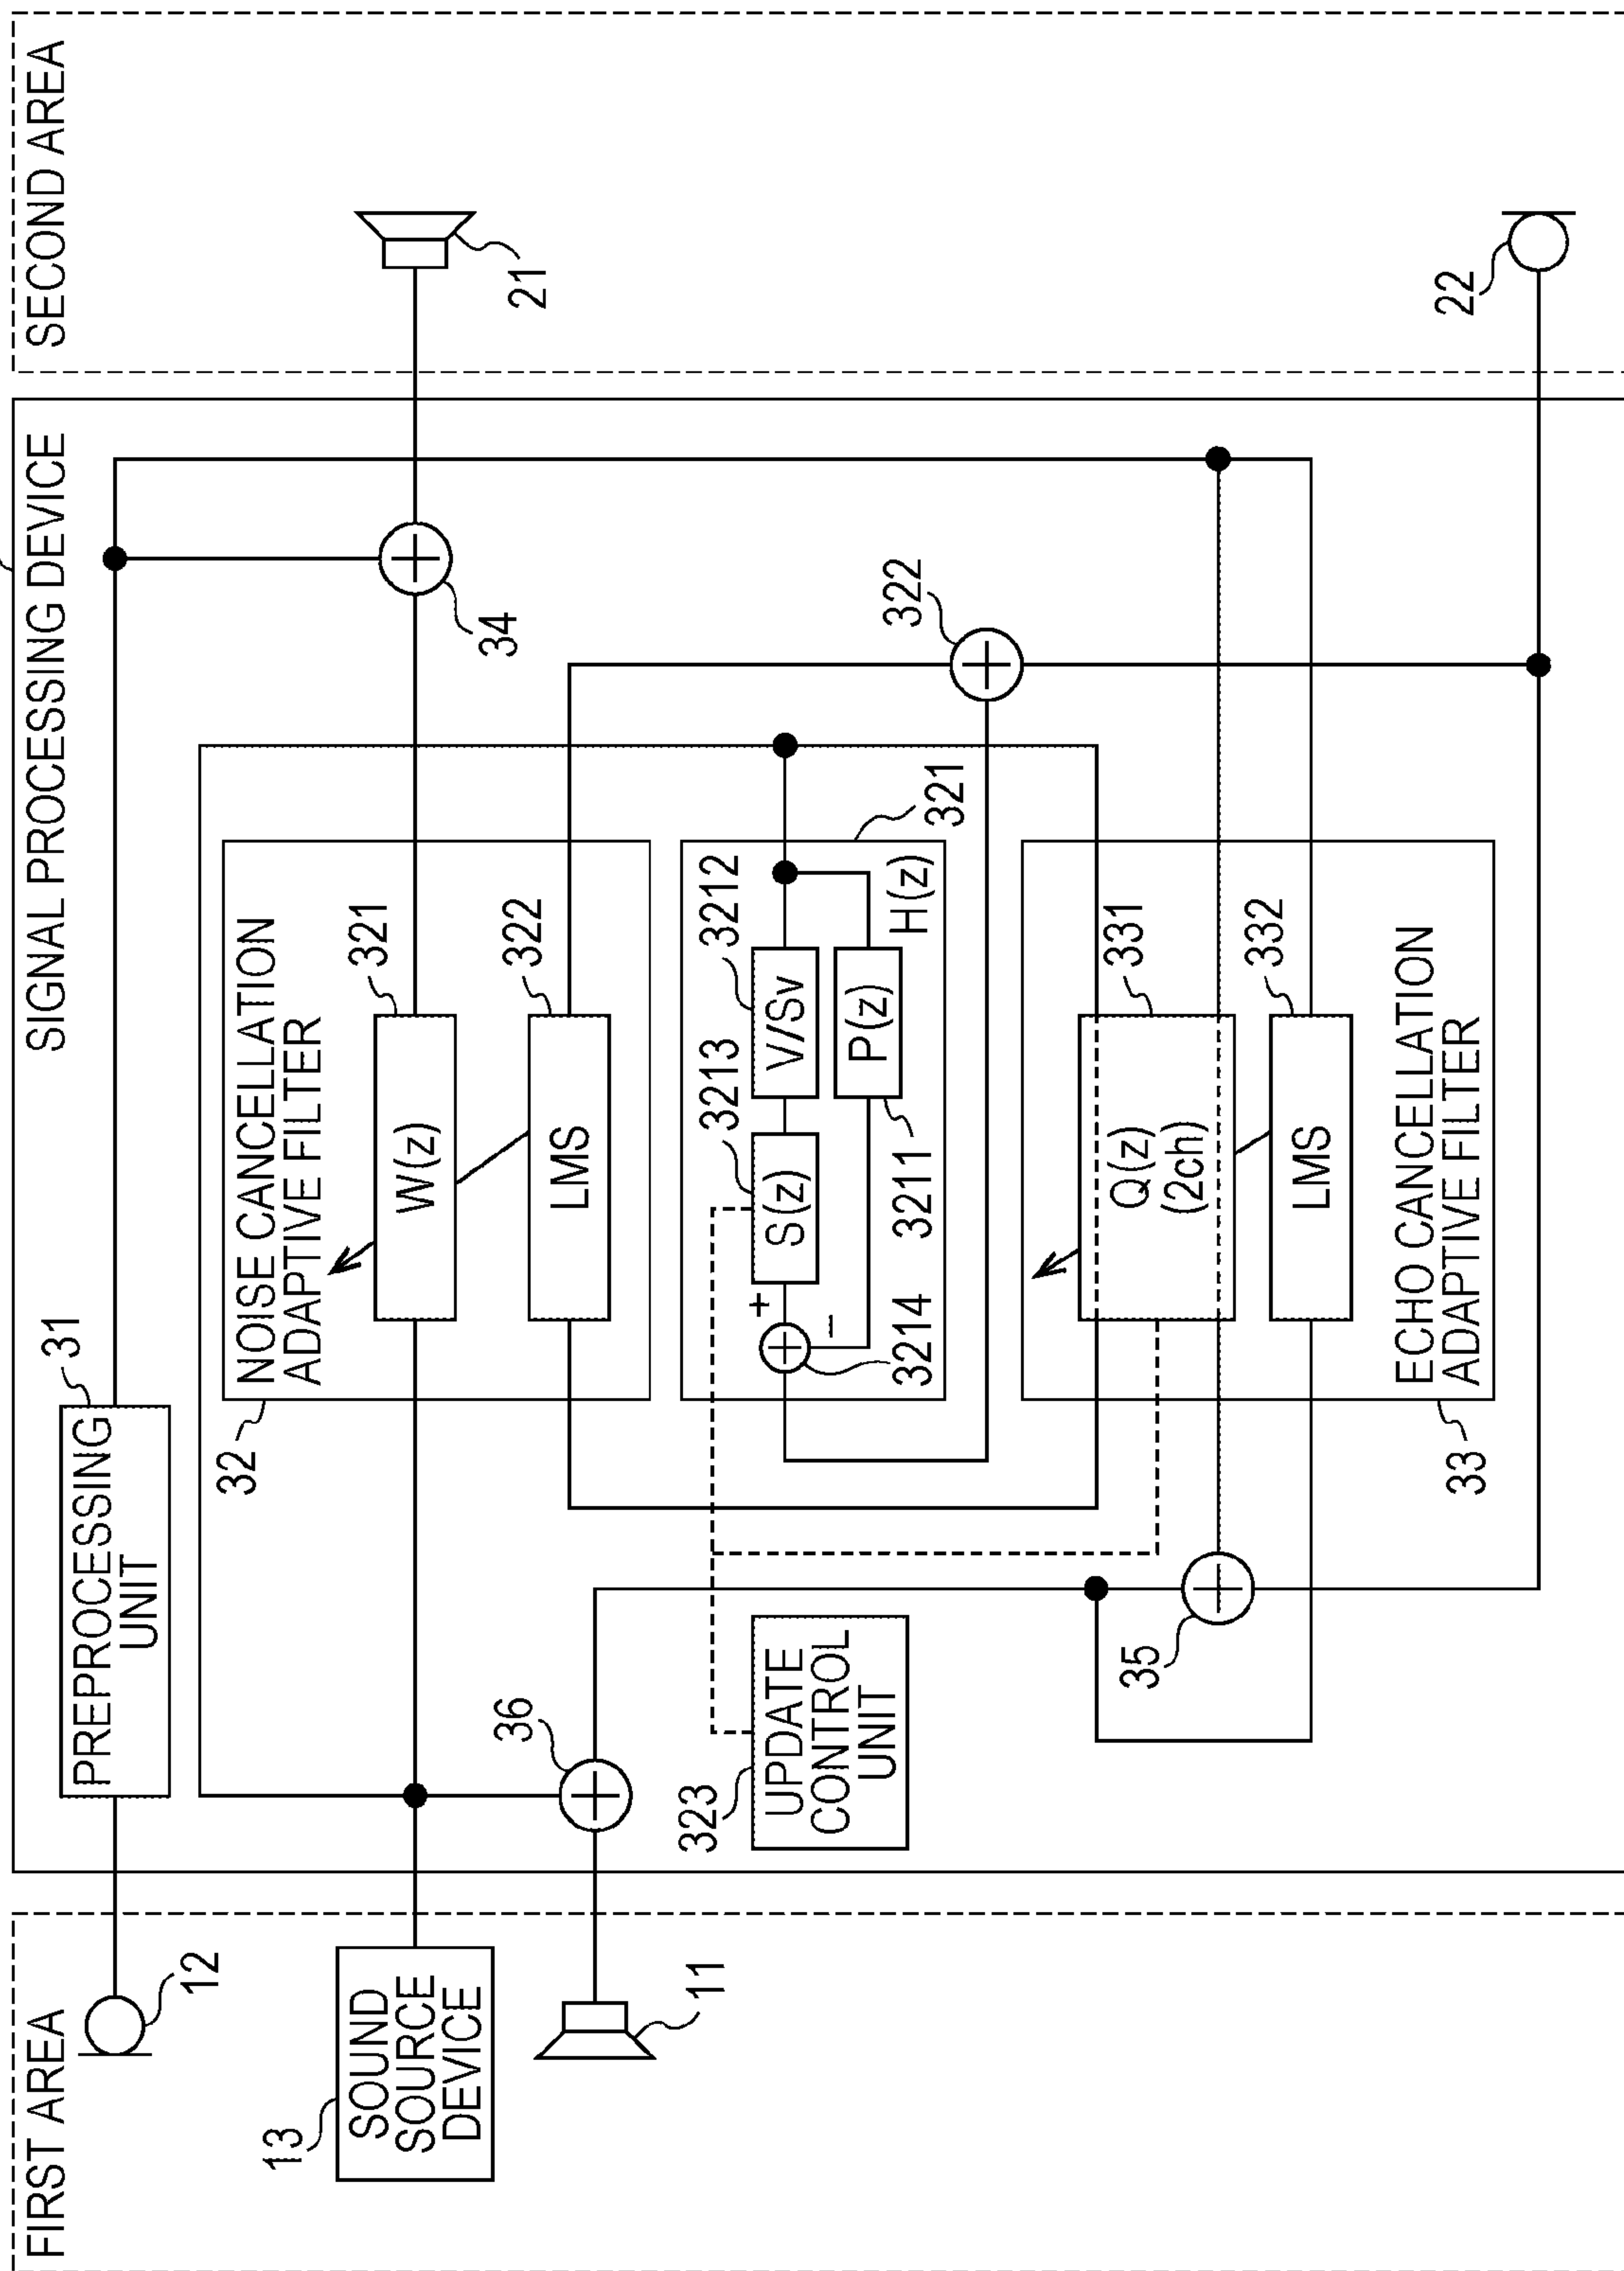 FIRST AREA
12
13
SOUND
SOURCE
DEVICE
11
SIGNAL PROCESSING DEVICE
31
PREPROCESSING
UNIT
32
NOISE CANCELLATION
ADAPTIVE FILTER
321
W(z)
322
LMS
34
36
323
UPDATE
CONTROL
UNIT
3213
3212
S(z)
V/Sv
+
−
P(z)
H(z)
3214
3211
321
322
331
Q(z)
(2ch)
332
LMS
ECHO CANCELLATION
ADAPTIVE FILTER
33
35
SECOND AREA
21
22